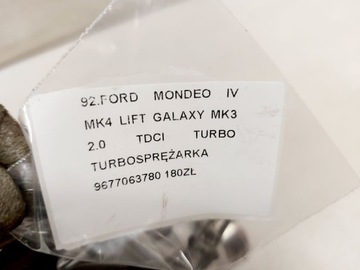 92.FORD MONDEO IV
MK4 LIFT GALAXY MK3
2.0 TDCI TURBO
TURBOSPRĘŻARKA
9677063780 180ZŁ